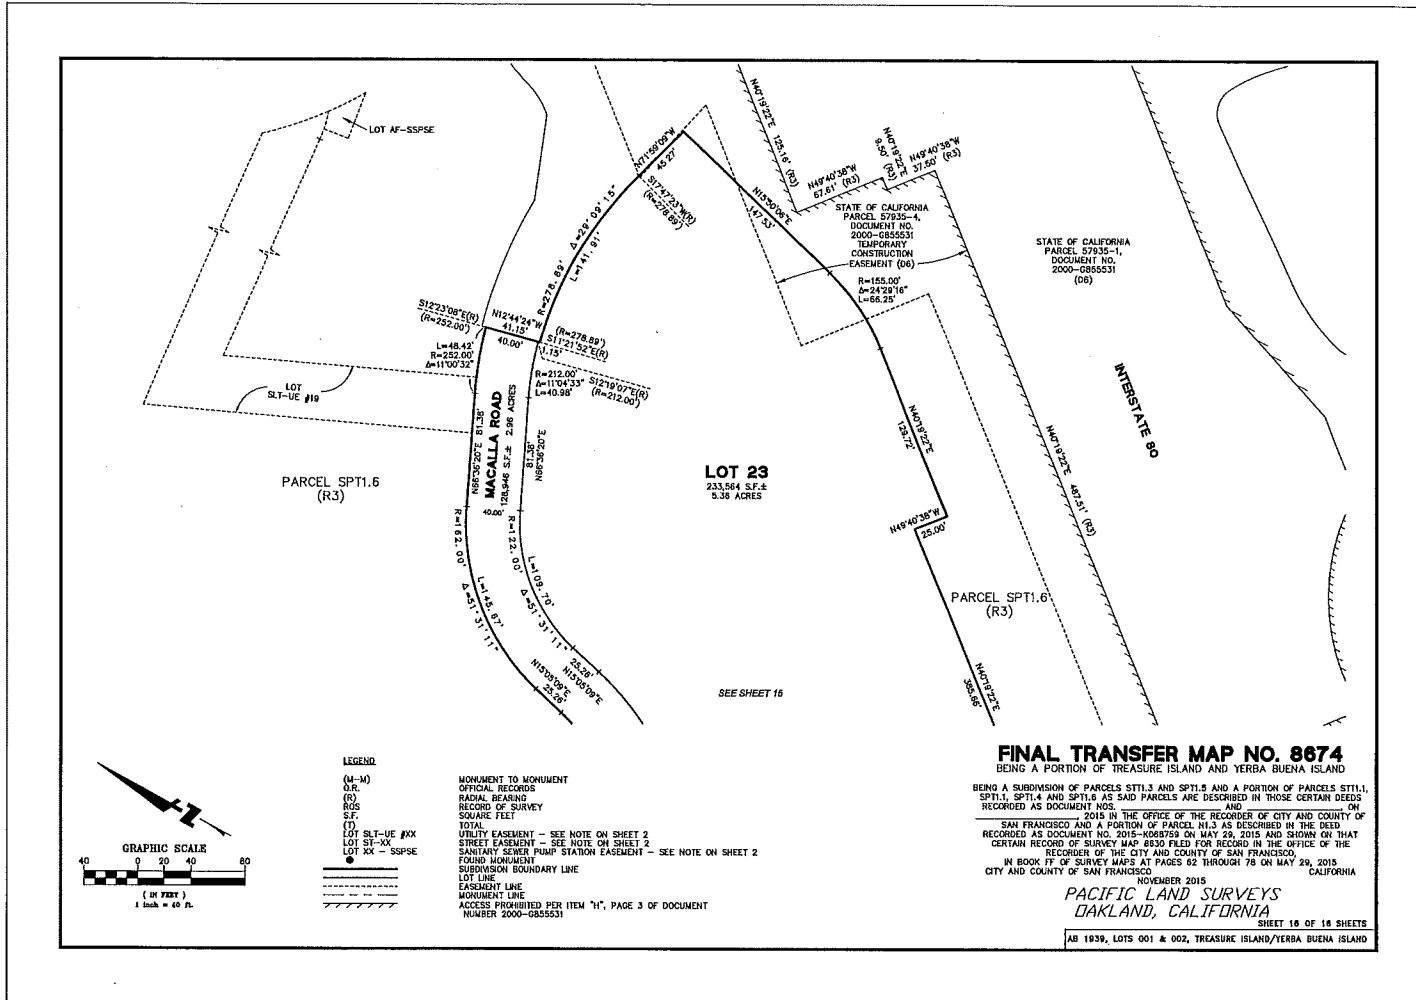 LOT AF-SSPSE
N71°59'09"W
45.27'
S17°47'23"W(R)
(R=278.89')
Δ=29°09'15"
R=278.89'
L=141.91'
N15°50'06"E
147.53'
N40°19'22"E 125.16' (R3)
N49°40'38"W
67.61' (R3)
N40°19'22"E
9.50' (R3)
N49°40'38"W
37.50' (R3)
STATE OF CALIFORNIA
PARCEL 57935-4,
DOCUMENT NO.
2000-G855531
TEMPORARY
CONSTRUCTION
EASEMENT (D6)
R=155.00'
Δ=24°29'16"
L=66.25'
STATE OF CALIFORNIA
PARCEL 57935-1,
DOCUMENT NO.
2000-G855531
(D6)
INTERSTATE 80
S12°23'08"E(R)
(R=252.00')
N12°44'24"W
41.15'
40.00'
(R=278.89')
S11°21'52"E(R)
1.15'
L=48.42'
R=252.00'
Δ=11°00'32"
R=212.00'
Δ=11°04'33"
L=40.98'
S12°19'07"E(R)
(R=212.00')
LOT
SLT-UE #19
N66°36'20"E 81.38'
MACALLA ROAD
128,946 S.F.± 2.96 ACRES
81.38'
N66°36'20"E
40.00'
PARCEL SPT1.6
(R3)
LOT 23
233,564 S.F.±
5.36 ACRES
N40°19'22"E
129.72'
N40°19'22"E 487.51' (R3)
N49°40'38"W
25.00'
R=162.00'
L=145.67'
Δ=51°31'11"
R=122.00'
L=109.70'
Δ=51°31'11"
N15°05'09"E
25.26'
25.26'
N15°05'09"E
PARCEL SPT1.6
(R3)
N40°19'22"E
385.66'
SEE SHEET 15
GRAPHIC SCALE
40 0 20 40 80
( IN FEET )
1 inch = 40 ft.
LEGEND
(M-M) MONUMENT TO MONUMENT
O.R. OFFICIAL RECORDS
(R) RADIAL BEARING
ROS RECORD OF SURVEY
S.F. SQUARE FEET
(T) TOTAL
LOT SLT-UE #XX UTILITY EASEMENT - SEE NOTE ON SHEET 2
LOT ST-XX STREET EASEMENT - SEE NOTE ON SHEET 2
LOT XX - SSPSE SANITARY SEWER PUMP STATION EASEMENT - SEE NOTE ON SHEET 2
FOUND MONUMENT
SUBDIVISION BOUNDARY LINE
LOT LINE
EASEMENT LINE
MONUMENT LINE
ACCESS PROHIBITED PER ITEM "H", PAGE 3 OF DOCUMENT
NUMBER 2000-G855531
FINAL TRANSFER MAP NO. 8674
BEING A PORTION OF TREASURE ISLAND AND YERBA BUENA ISLAND
BEING A SUBDIVISION OF PARCELS STT1.3 AND SPT1.5 AND A PORTION OF PARCELS STT1.1,
SPT1.1, SPT1.4 AND SPT1.6 AS SAID PARCELS ARE DESCRIBED IN THOSE CERTAIN DEEDS
RECORDED AS DOCUMENT NOS. ____________ AND ____________, ON
____________, 2015 IN THE OFFICE OF THE RECORDER OF CITY AND COUNTY OF
SAN FRANCISCO AND A PORTION OF PARCEL N1.3 AS DESCRIBED IN THE DEED
RECORDED AS DOCUMENT NO. 2015-K068759 ON MAY 29, 2015 AND SHOWN ON THAT
CERTAIN RECORD OF SURVEY MAP 8630 FILED FOR RECORD IN THE OFFICE OF THE
RECORDER OF THE CITY AND COUNTY OF SAN FRANCISCO,
IN BOOK FF OF SURVEY MAPS AT PAGES 62 THROUGH 78 ON MAY 29, 2015
CITY AND COUNTY OF SAN FRANCISCO CALIFORNIA
NOVEMBER 2015
PACIFIC LAND SURVEYS
OAKLAND, CALIFORNIA
SHEET 16 OF 16 SHEETS
AB 1939, LOTS 001 & 002, TREASURE ISLAND/YERBA BUENA ISLAND